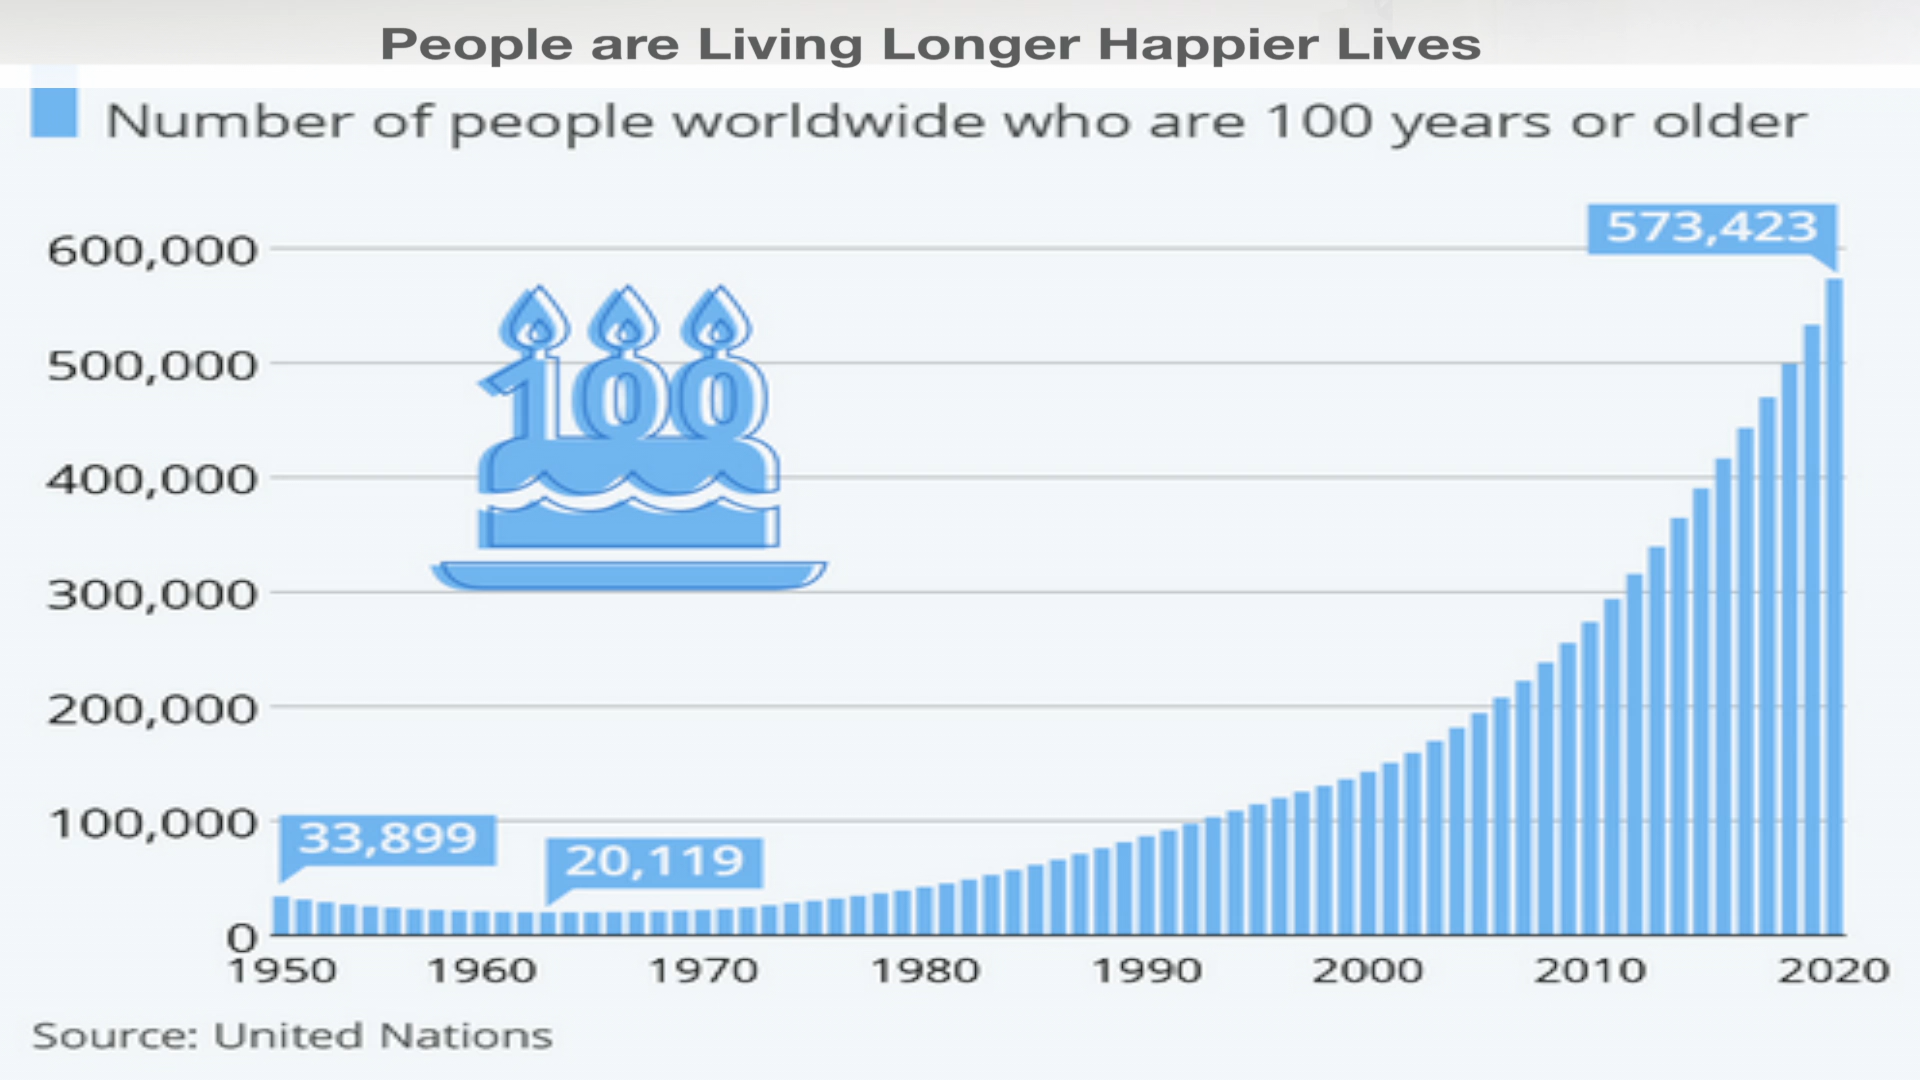 People are Living Longer Happier Lives
Number of people worldwide who are 100 years or older
573,423
600,000
100
500,000
400,000
300,000
200,000
100,000
33,899
20,119
0
1950 1960 1970 1980 1990 2000 2010 2020
Source: United Nations